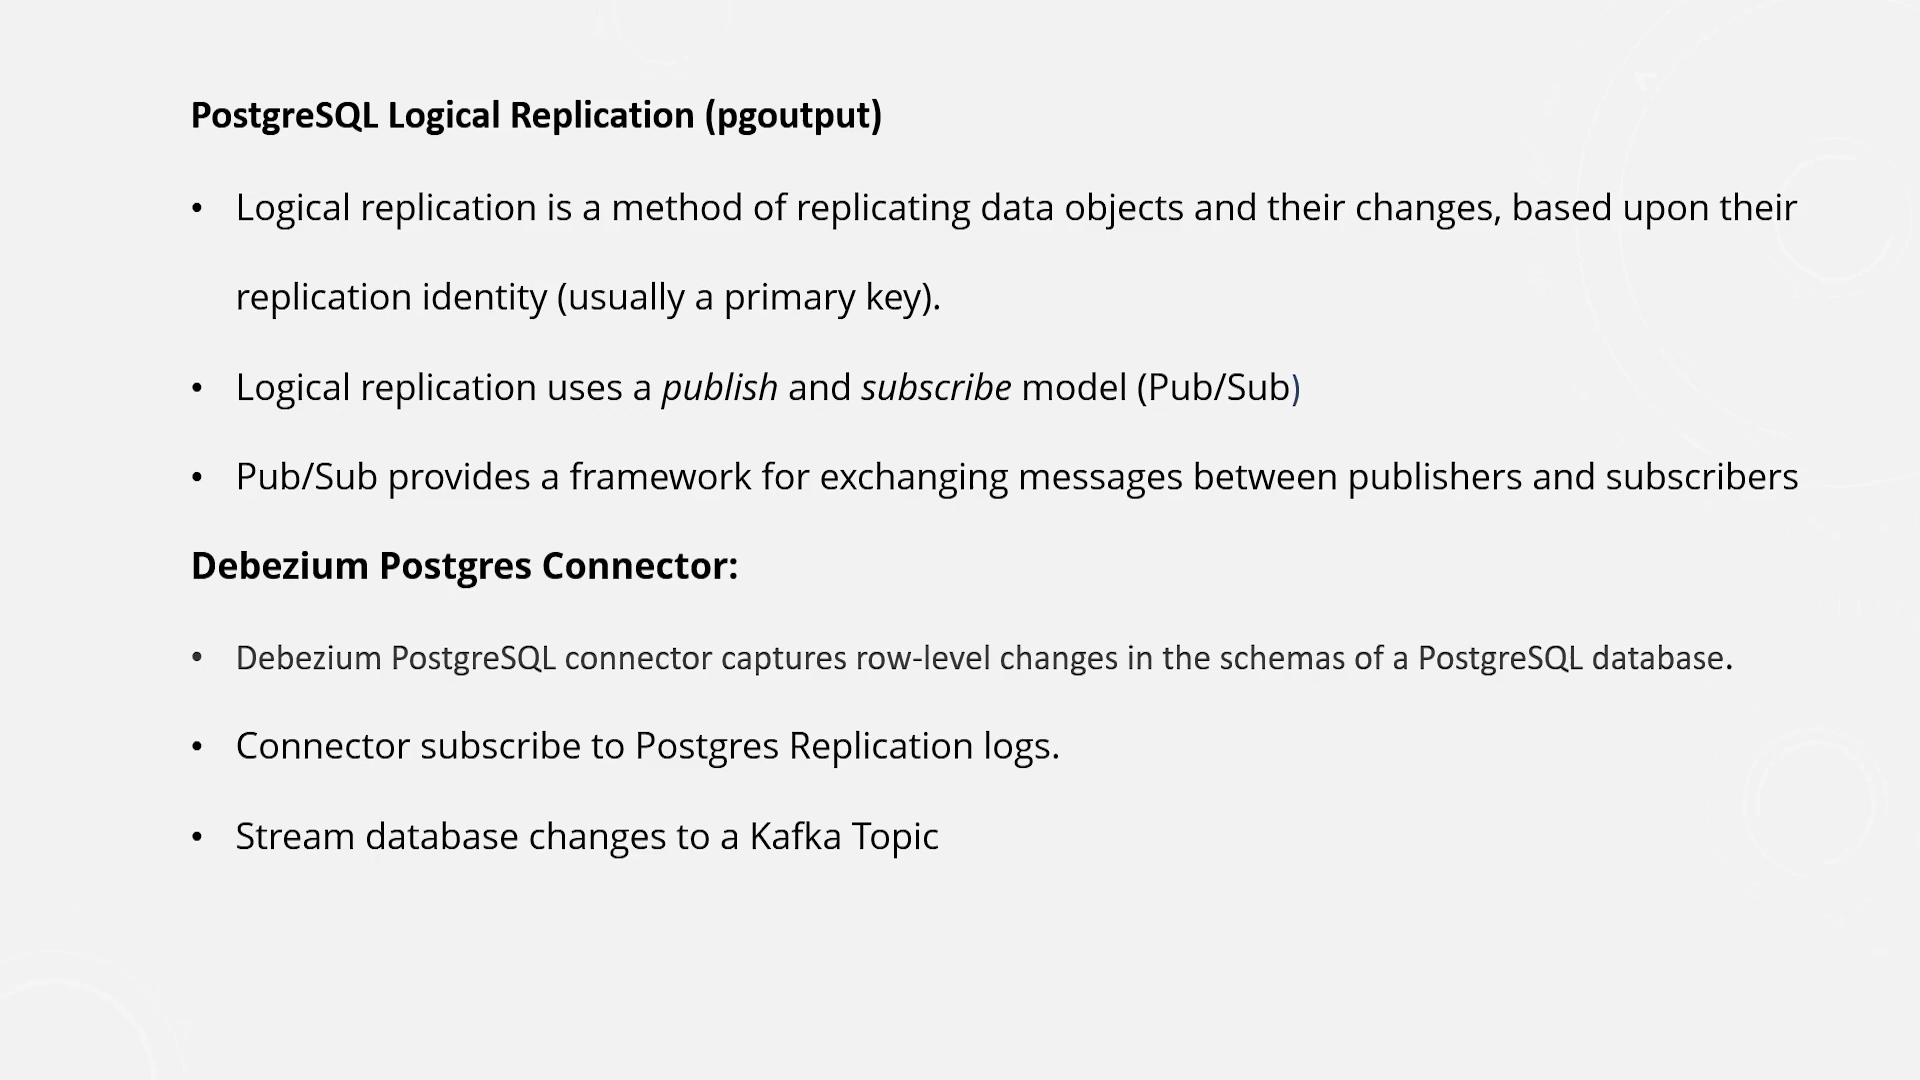 PostgreSQL Logical Replication (pgoutput)
• Logical replication is a method of replicating data objects and their changes, based upon their
replication identity (usually a primary key).
• Logical replication uses a publish and subscribe model (Pub/Sub)
• Pub/Sub provides a framework for exchanging messages between publishers and subscribers
Debezium Postgres Connector:
• Debezium PostgreSQL connector captures row-level changes in the schemas of a PostgreSQL database.
• Connector subscribe to Postgres Replication logs.
• Stream database changes to a Kafka Topic